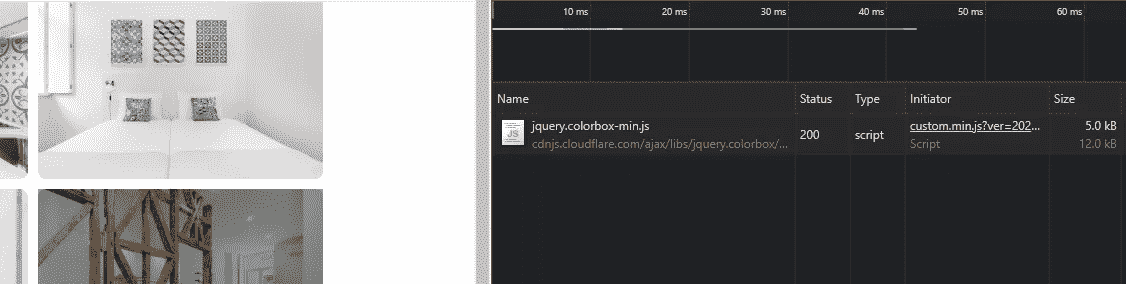 10 ms 20 ms 30 ms 40 ms 50 ms 60 ms
Name Status Type Initiator Size
jquery.colorbox-min.js 200 script custom.min.js?ver=202... 5.0 kB
cdnjs.cloudflare.com/ajax/libs/jquery.colorbox/... Script 12.0 kB
JS